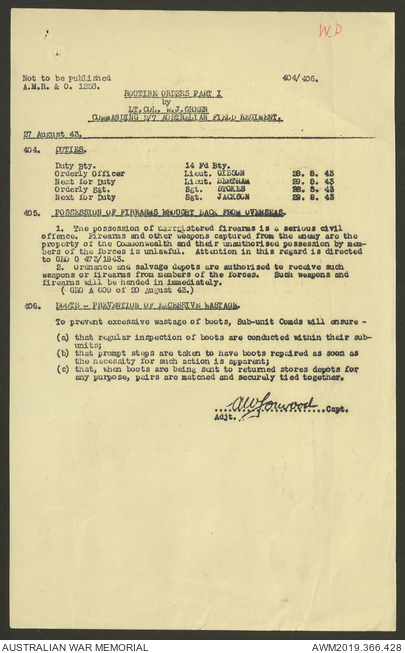 W.D
Not to be published
A.M.R. & O. 1258.
404/406.
ROUTINE ORDERS PART I
by
LT.COL. W.J.GREEN
COMMANDING 2/7 AUSTRALIAN FIELD REGIMENT.
27 August 43.
404. DUTIES.
Duty Bty. 14 Fd Bty.
Orderly Officer Lieut. GIBSON 28. 8. 43
Next for Duty Lieut. BERTRAM 29. 8. 43
Orderly Sgt. Sgt. STOKES 28. 8. 43
Next for Duty Sgt. JACKSON 29. 8. 43
405. POSSESSION OF FIREARMS BROUGHT BACK FROM OVERSEAS.
1. The possession of unregistered firearms is a serious civil
offence. Firearms and other weapons captured from the enemy are the
property of the Commonwealth and their unauthorised possession by mem-
bers of the forces is unlawful. Attention in this regard is directed
to GRO G 473/1943.
2. Ordnance and salvage depots are authorised to receive such
weapons or firearms from members of the forces. Such weapons and
firearms will be handed in immediately.
( GRO A 609 of 20 August 43.)
406. BOOTS - PREVENTION OF EXCESSIVE WASTAGE.
To prevent excessive wastage of boots, Sub-unit Comds will ensure -
(a) that regular inspection of boots are conducted within their sub-
units;
(b) that prompt steps are taken to have boots repaired as soon as
the necessity for such action is apparent;
(c) that, when boots are being sent to returned stores depots for
any purpose, pairs are matched and securely tied together.
Capt.
Adjt.
AUSTRALIAN WAR MEMORIAL
AWM2019.366.428